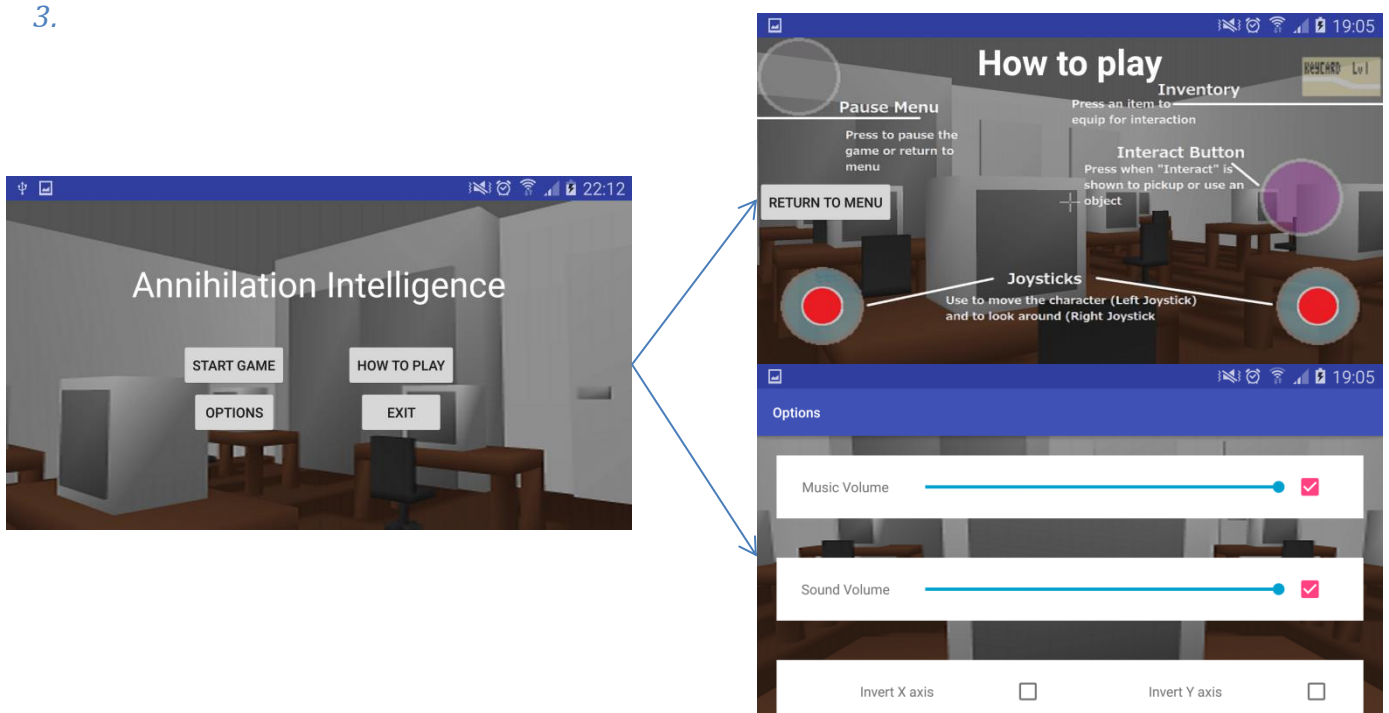 3.
22:12
Annihilation Intelligence
START GAME
HOW TO PLAY
OPTIONS
EXIT
19:05
How to play
KEYCARD Lvl
Inventory
Press an item to
equip for interaction
Pause Menu
Press to pause the
game or return to
menu
Interact Button
Press when "Interact" is
shown to pickup or use an
object
RETURN TO MENU
Joysticks
Use to move the character (Left Joystick)
and to look around (Right Joystick
19:05
Options
Music Volume
Sound Volume
Invert X axis
Invert Y axis